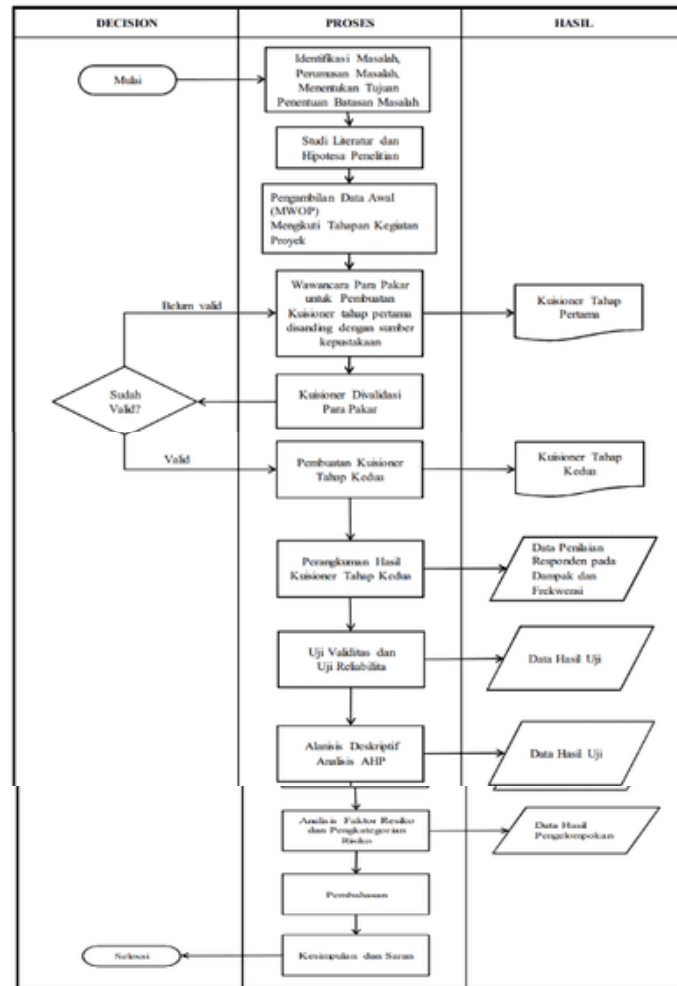 DECISION
PROSES
HASIL
Mulai
Identifikasi Masalah,
Perumusan Masalah,
Menentukan Tujuan
Penentuan Batasan Masalah
Studi Literatur dan
Hipotesa Penelitian
Pengambilan Data Awal
(MWOP)
Mengikuti Tahapan Kegiatan
Proyek
Belum valid
Wawancara Para Pakar
untuk Pembuatan
Kuisioner tahap pertama
disanding dengan sumber
kepustakaan
Kuisioner Tahap
Pertama
Sudah
Valid?
Kuisioner Divalidasi
Para Pakar
Valid
Pembuatan Kuisioner
Tahap Kedua
Kuisioner Tahap
Kedua
Perangkuman Hasil
Kuisioner Tahap Kedua
Data Penilaian
Responden pada
Dampak dan
Frekwensi
Uji Validitas dan
Uji Reliabilita
Data Hasil Uji
Alanisis Deskriptif
Analisis AHP
Data Hasil Uji
Analisis Faktor Resiko
dan Pengkategorian
Risiko
Data Hasil
Pengelompokan
Pembahasan
Selesai
Kesimpulan dan Saran